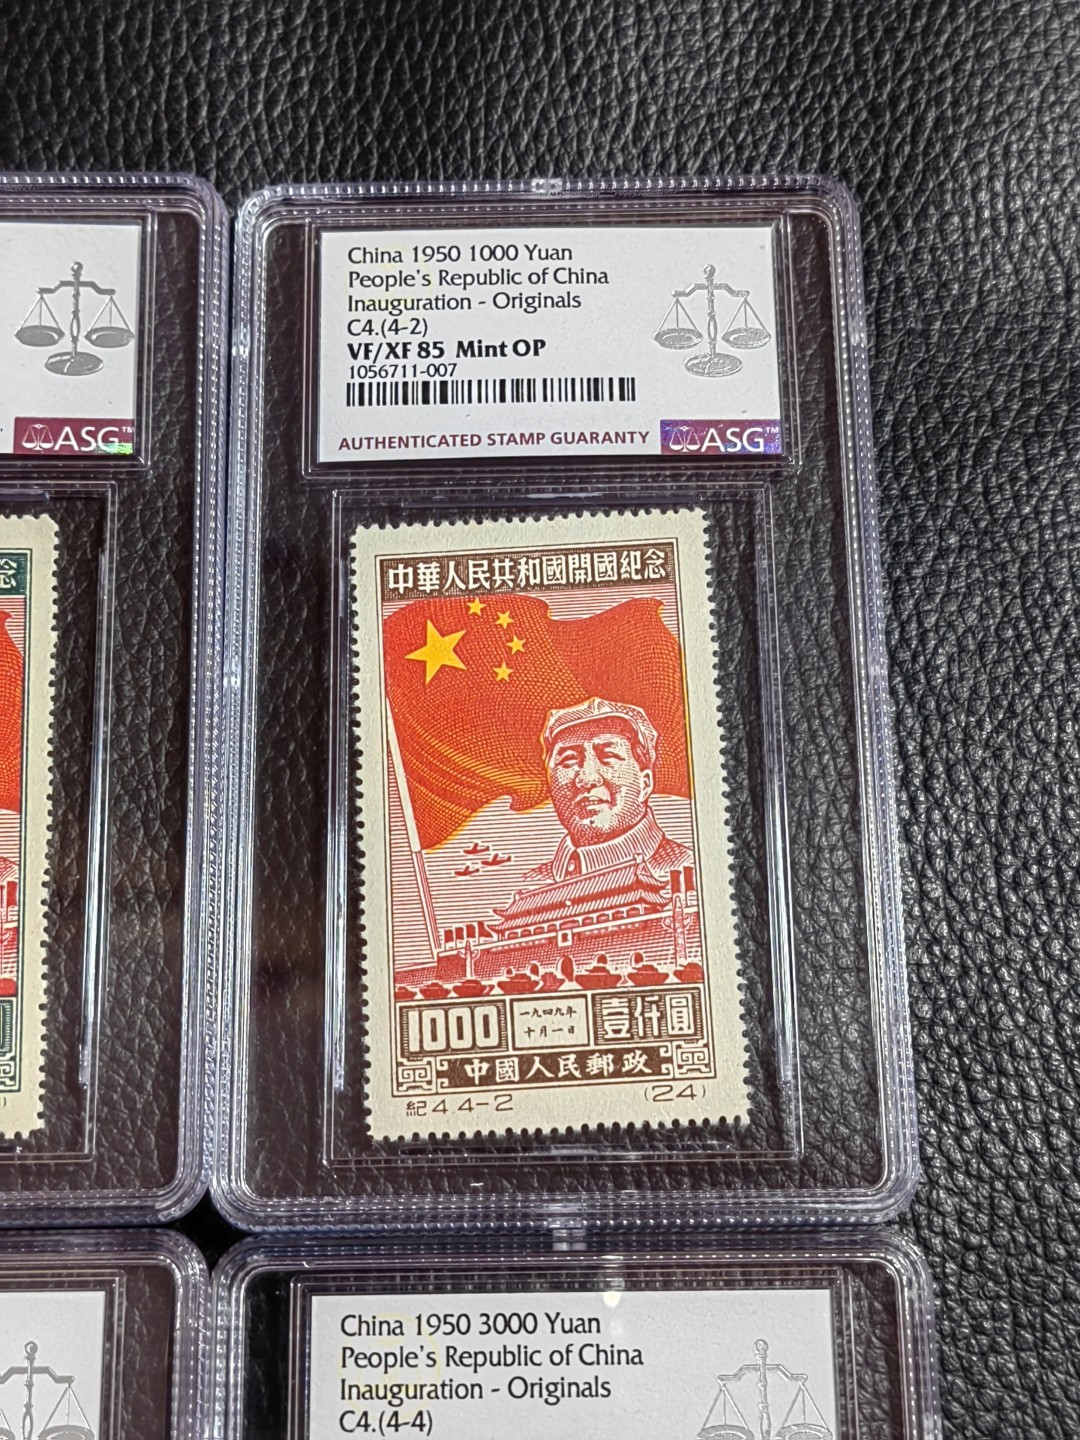 China 1950 1000 Yuan
People's Republic of China
Inauguration - Originals
C4.(4-2)
VF/XF 85 Mint OP
1056711-007
AUTHENTICATED STAMP GUARANTY
ASG™
ASG™
中華人民共和國開國紀念
1000
一九四九年
十月一日
壹仟圓
中國人民郵政
紀4.4-2
(24)
China 1950 3000 Yuan
People's Republic of China
Inauguration - Originals
C4.(4-4)